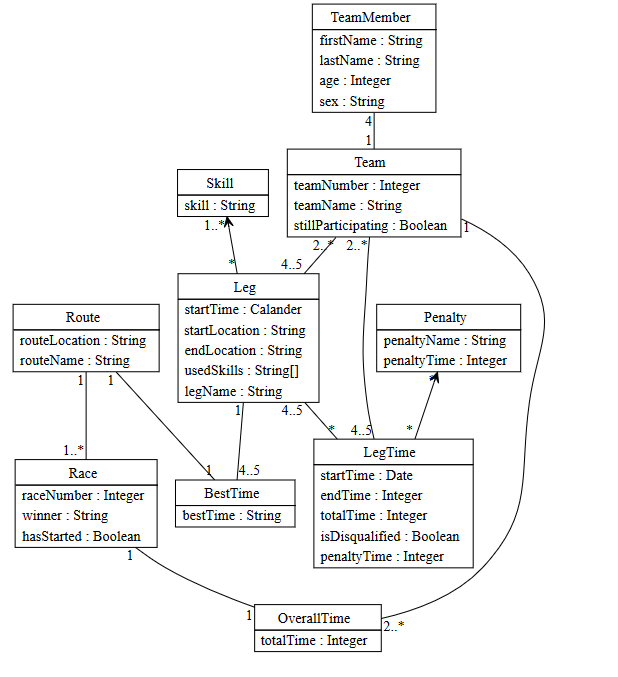 TeamMember
firstName : String
lastName : String
age : Integer
sex : String
4
1
Team
teamNumber : Integer
teamName : String
stillParticipating : Boolean
1
Skill
skill : String
1..*
2..*
2..*
*
4..5
Leg
startTime : Calander
startLocation : String
endLocation : String
usedSkills : String[]
legName : String
Route
routeLocation : String
routeName : String
Penalty
penaltyName : String
penaltyTime : Integer
*
1
1
1
4..5
*
4..5
*
1..*
1
4..5
Race
raceNumber : Integer
winner : String
hasStarted : Boolean
BestTime
bestTime : String
LegTime
startTime : Date
endTime : Integer
totalTime : Integer
isDisqualified : Boolean
penaltyTime : Integer
1
1
2..*
OverallTime
totalTime : Integer